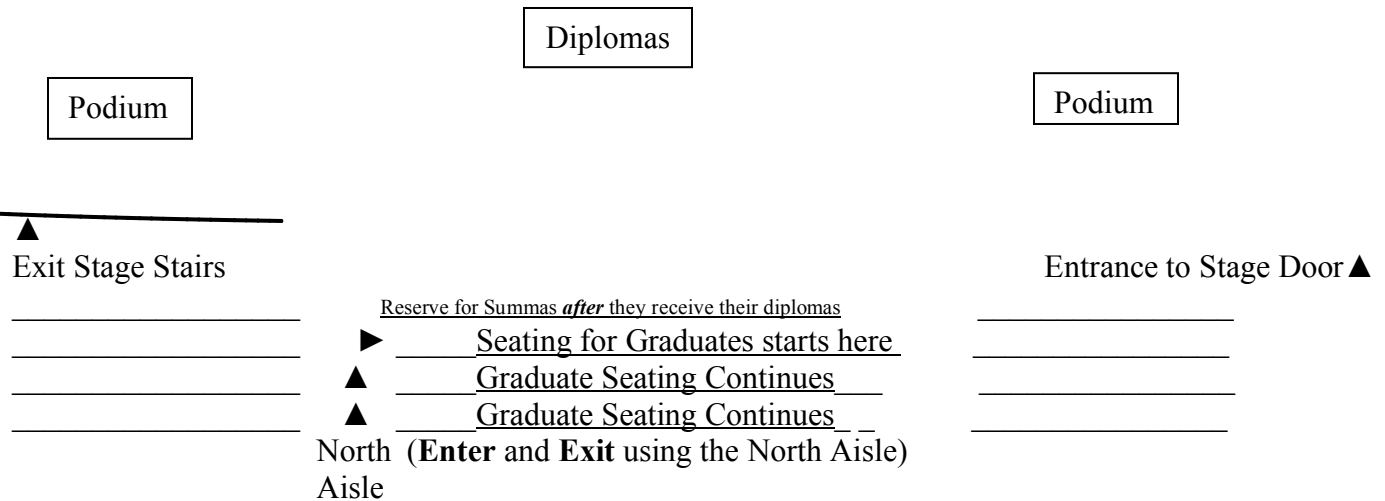 Diplomas
Podium
Podium
▲
Exit Stage Stairs
Entrance to Stage Door▲
Reserve for Summas after they receive their diplomas
► Seating for Graduates starts here
▲ Graduate Seating Continues
▲ Graduate Seating Continues
North (Enter and Exit using the North Aisle)
Aisle